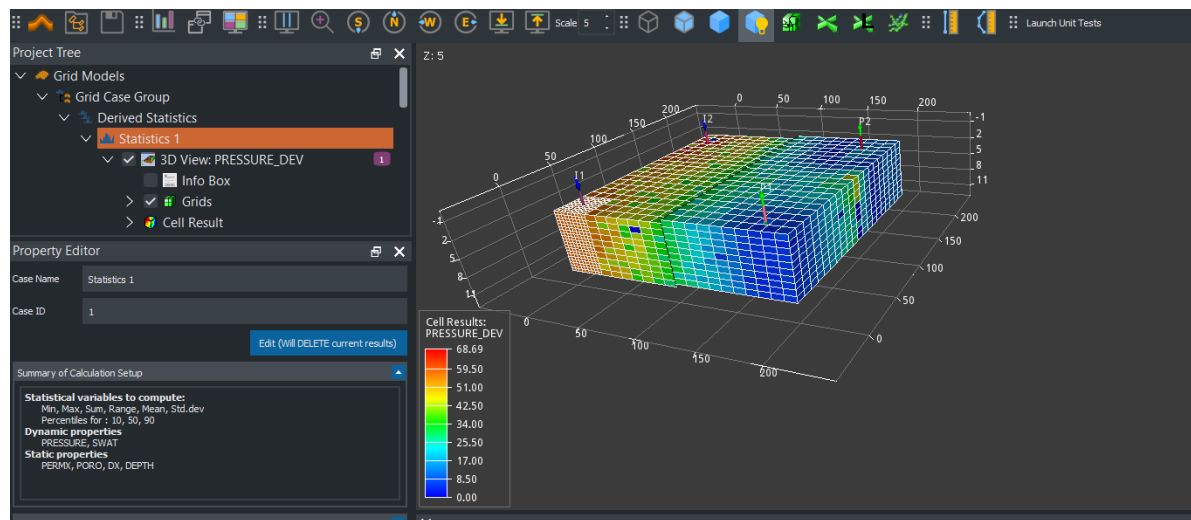 S N W E Scale 5 Launch Unit Tests
Project Tree
Grid Models
Grid Case Group
Derived Statistics
Statistics 1
3D View: PRESSURE_DEV 1
Info Box
Grids
Cell Result
Property Editor
Case Name Statistics 1
Case ID 1
Edit (Will DELETE current results)
Summary of Calculation Setup
Statistical variables to compute:
Min, Max, Sum, Range, Mean, Std.dev
Percentiles for : 10, 50, 90
Dynamic properties
PRESSURE, SWAT
Static properties
PERMX, PORO, DX, DEPTH
Z: 5
0 50 100 150 200
200
150
100
50
0
-1
2
5
8
11
I2
P2
I1
P1
-1
2
5
8
11
200
150
100
50
0
0
50
100
150
200
Cell Results:
PRESSURE_DEV
68.69
59.50
51.00
42.50
34.00
25.50
17.00
8.50
0.00